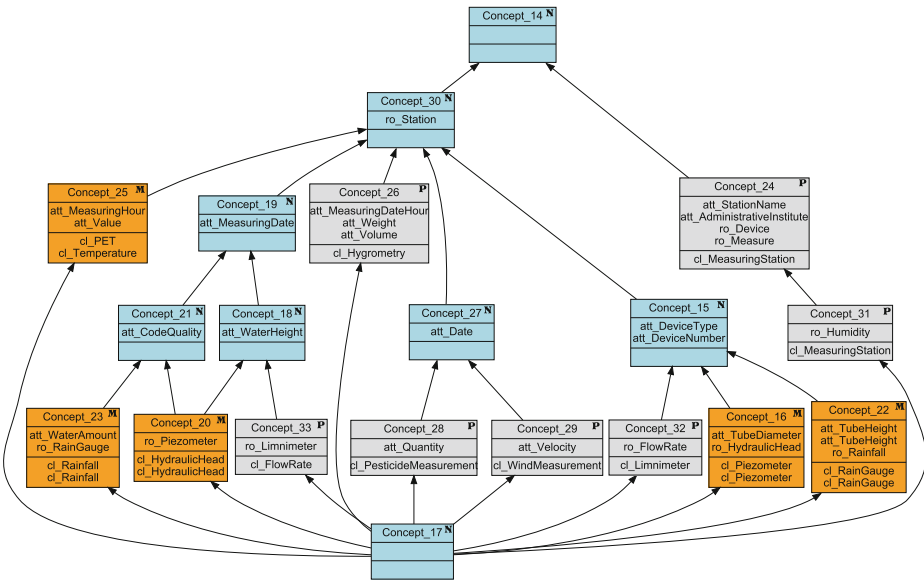 Concept_14 N
Concept_30 N
ro_Station
Concept_25 M
att_MeasuringHour
att_Value
cl_PET
cl_Temperature
Concept_19 N
att_MeasuringDate
Concept_26 P
att_MeasuringDateHour
att_Weight
att_Volume
cl_Hygrometry
Concept_24 P
att_StationName
att_AdministrativeInstitute
ro_Device
ro_Measure
cl_MeasuringStation
Concept_21 N
att_CodeQuality
Concept_18 N
att_WaterHeight
Concept_27 N
att_Date
Concept_15 N
att_DeviceType
att_DeviceNumber
Concept_31 P
ro_Humidity
cl_MeasuringStation
Concept_23 M
att_WaterAmount
ro_RainGauge
cl_Rainfall
cl_Rainfall
Concept_20 M
ro_Piezometer
cl_HydraulicHead
cl_HydraulicHead
Concept_33 P
ro_Limnimeter
cl_FlowRate
Concept_28 P
att_Quantity
cl_PesticideMeasurement
Concept_29 P
att_Velocity
cl_WindMeasurement
Concept_32 P
ro_FlowRate
cl_Limnimeter
Concept_16 M
att_TubeDiameter
ro_HydraulicHead
cl_Piezometer
cl_Piezometer
Concept_22 M
att_TubeHeight
att_TubeHeight
ro_Rainfall
cl_RainGauge
cl_RainGauge
Concept_17 N